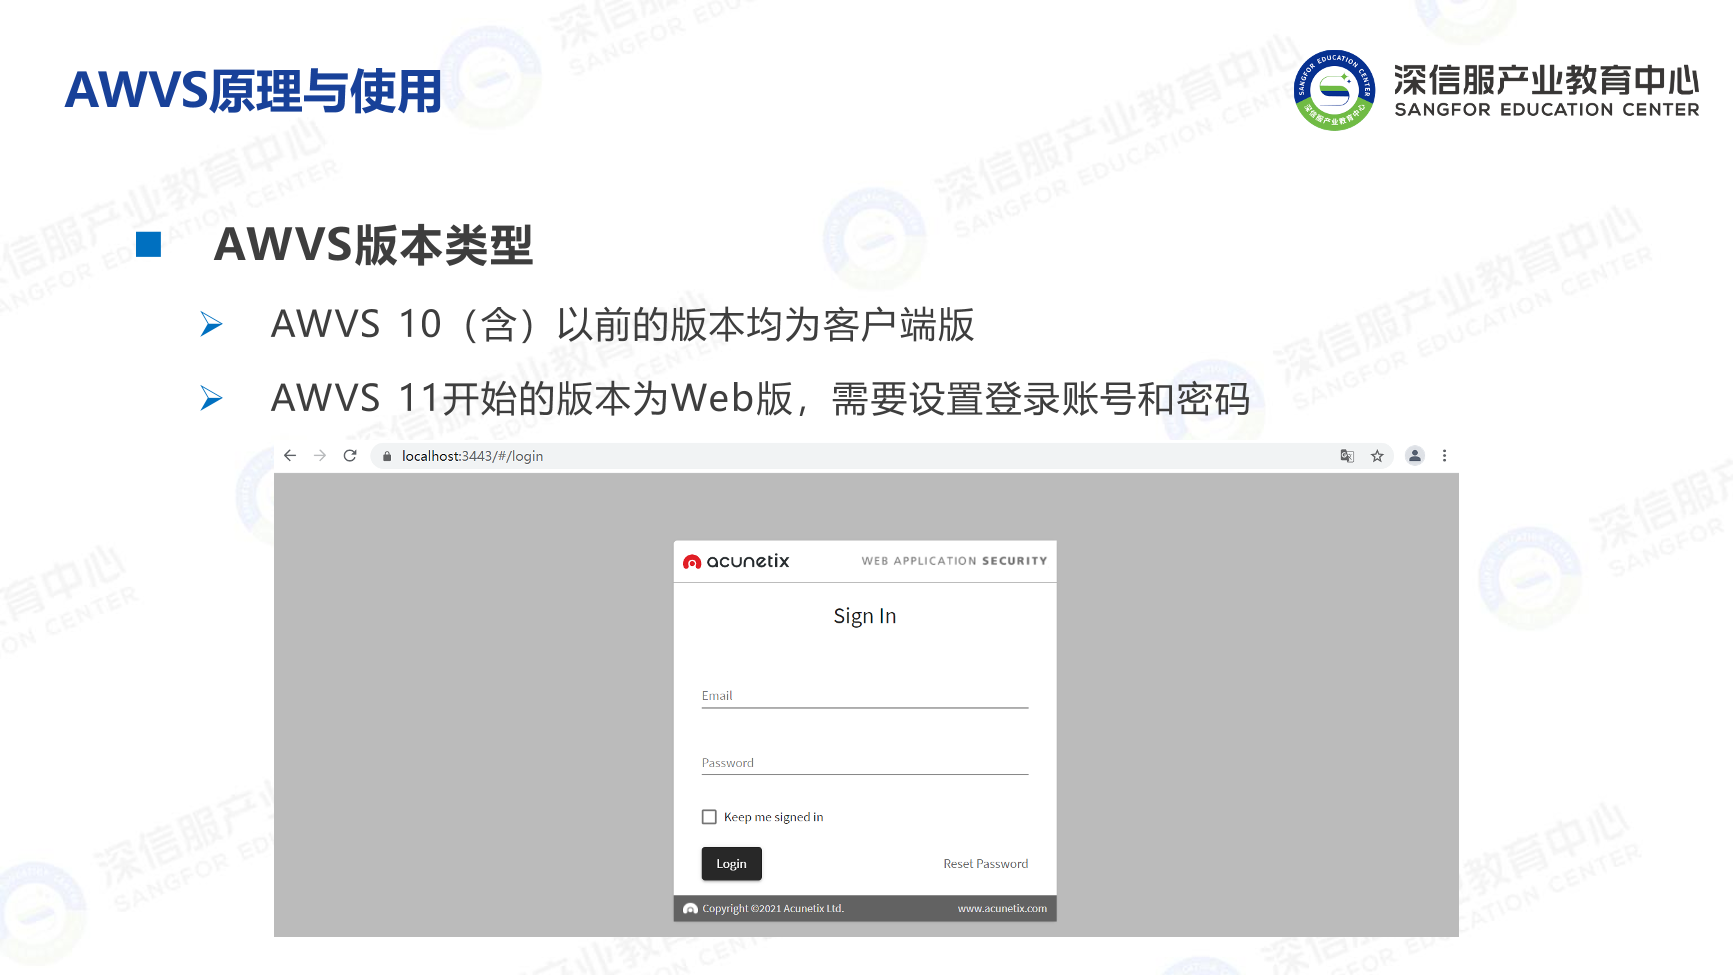 AWVS原理与使用
深信服产业教育中心
SANGFOR EDUCATION CENTER
AWVS版本类型
AWVS 10（含）以前的版本均为客户端版
AWVS 11开始的版本为Web版，需要设置登录账号和密码
localhost:3443/#/login
acunetix
WEB APPLICATION SECURITY
Sign In
Email
Password
Keep me signed in
Login
Reset Password
Copyright ©2021 Acunetix Ltd.
www.acunetix.com